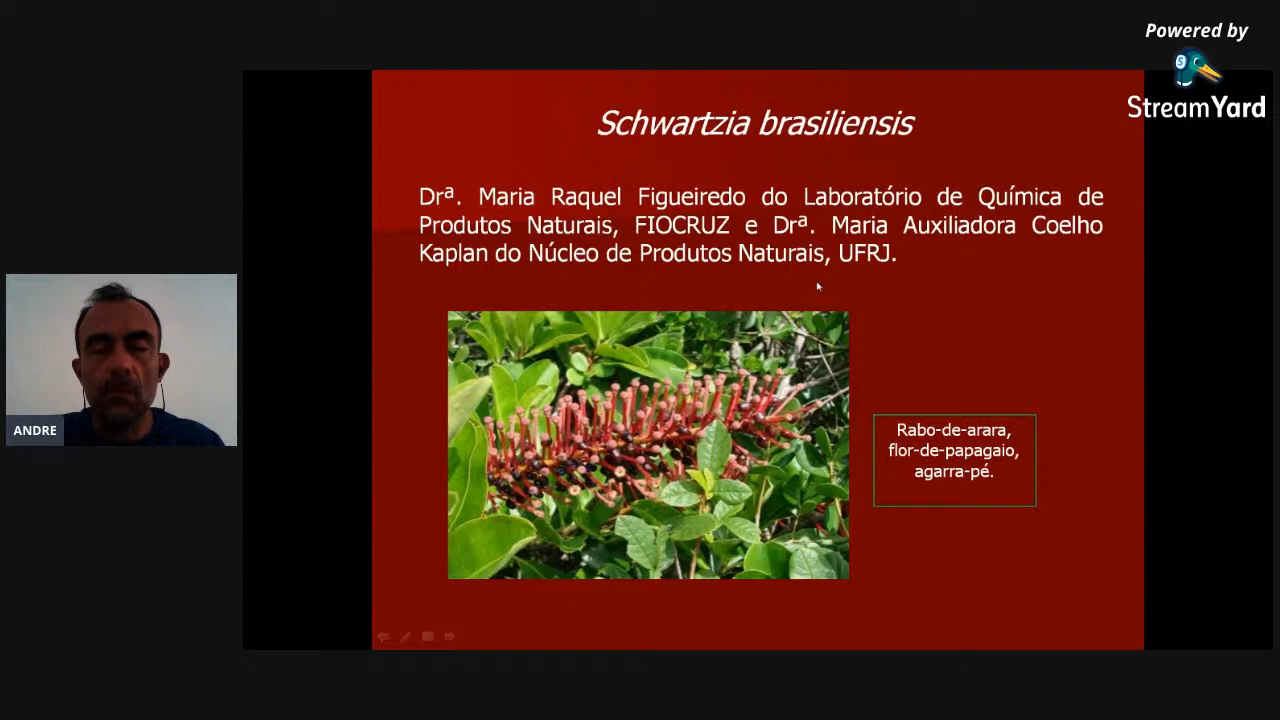 Powered by
StreamYard
Schwartzia brasiliensis
Drª. Maria Raquel Figueiredo do Laboratório de Química de
Produtos Naturais, FIOCRUZ e Drª. Maria Auxiliadora Coelho
Kaplan do Núcleo de Produtos Naturais, UFRJ.
Rabo-de-arara,
flor-de-papagaio,
agarra-pé.
ANDRE